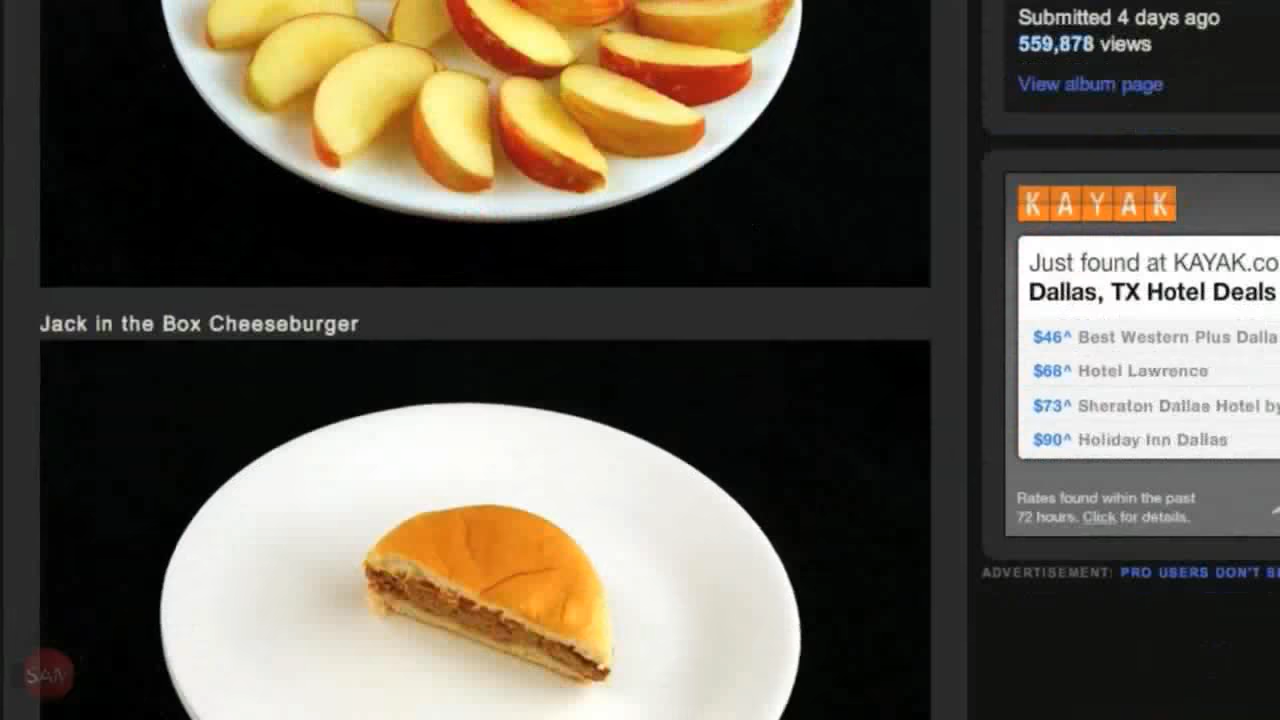 Submitted 4 days ago
559,878 views
View album page
KAYAK
Just found at KAYAK.co
Dallas, TX Hotel Deals
$46^ Best Western Plus Dalla
$68^ Hotel Lawrence
$73^ Sheraton Dallas Hotel by
$90^ Holiday Inn Dallas
Rates found wihin the past
72 hours. Click for details.
ADVERTISEMENT: PRO USERS DON'T SE
Jack in the Box Cheeseburger
SAM